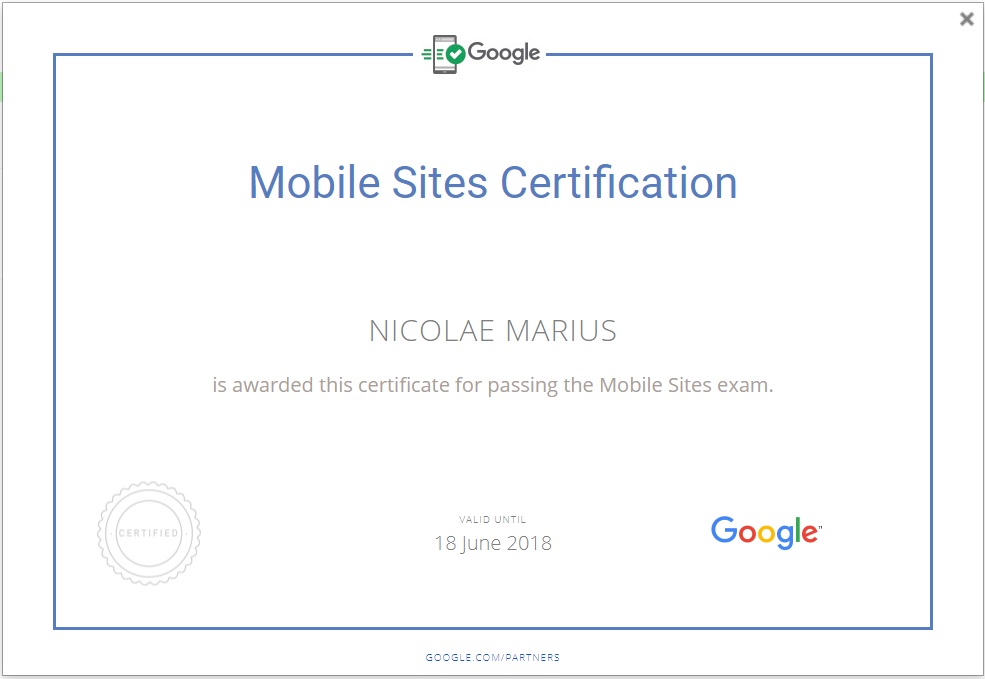 Google
Mobile Sites Certification
NICOLAE MARIUS
is awarded this certificate for passing the Mobile Sites exam.
· CERTIFIED ·
VALID UNTIL
18 June 2018
Google™
GOOGLE.COM/PARTNERS